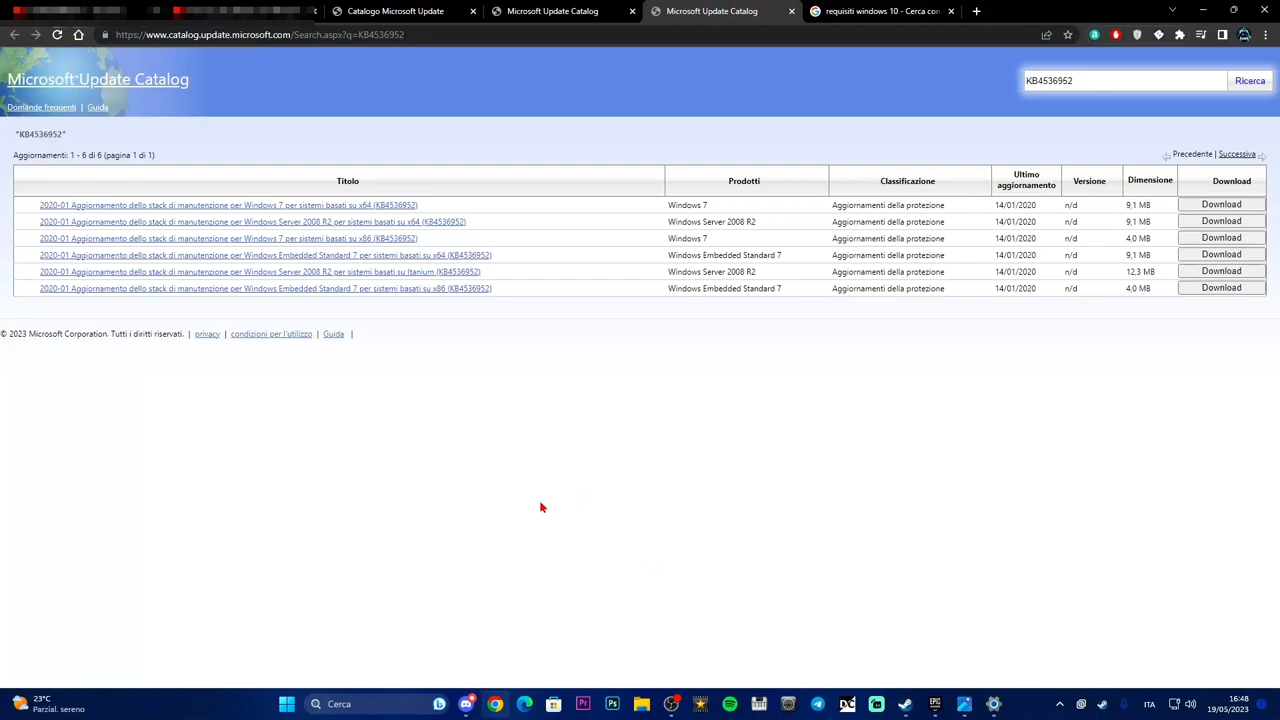 Catalogo Microsoft Update
Microsoft Update Catalog
Microsoft Update Catalog
requisiti windows 10 - Cerca con
https://www.catalog.update.microsoft.com/Search.aspx?q=KB4536952
Microsoft Update Catalog
KB4536952
Ricerca
Domande frequenti | Guida
"KB4536952"
Aggiornamenti: 1 - 6 di 6 (pagina 1 di 1)
Precedente | Successiva
Titolo Prodotti Classificazione Ultimo aggiornamento Versione Dimensione Download
2020-01 Aggiornamento dello stack di manutenzione per Windows 7 per sistemi basati su x64 (KB4536952) Windows 7 Aggiornamenti della protezione 14/01/2020 n/d 9,1 MB Download
2020-01 Aggiornamento dello stack di manutenzione per Windows Server 2008 R2 per sistemi basati su x64 (KB4536952) Windows Server 2008 R2 Aggiornamenti della protezione 14/01/2020 n/d 9,1 MB Download
2020-01 Aggiornamento dello stack di manutenzione per Windows 7 per sistemi basati su x86 (KB4536952) Windows 7 Aggiornamenti della protezione 14/01/2020 n/d 4,0 MB Download
2020-01 Aggiornamento dello stack di manutenzione per Windows Embedded Standard 7 per sistemi basati su x64 (KB4536952) Windows Embedded Standard 7 Aggiornamenti della protezione 14/01/2020 n/d 9,1 MB Download
2020-01 Aggiornamento dello stack di manutenzione per Windows Server 2008 R2 per sistemi basati su Itanium (KB4536952) Windows Server 2008 R2 Aggiornamenti della protezione 14/01/2020 n/d 12,3 MB Download
2020-01 Aggiornamento dello stack di manutenzione per Windows Embedded Standard 7 per sistemi basati su x86 (KB4536952) Windows Embedded Standard 7 Aggiornamenti della protezione 14/01/2020 n/d 4,0 MB Download
© 2023 Microsoft Corporation. Tutti i diritti riservati. | privacy | condizioni per l'utilizzo | Guida |
23°C
Parzial. sereno
Cerca
Pr
Ps
ITA
16:48
19/05/2023